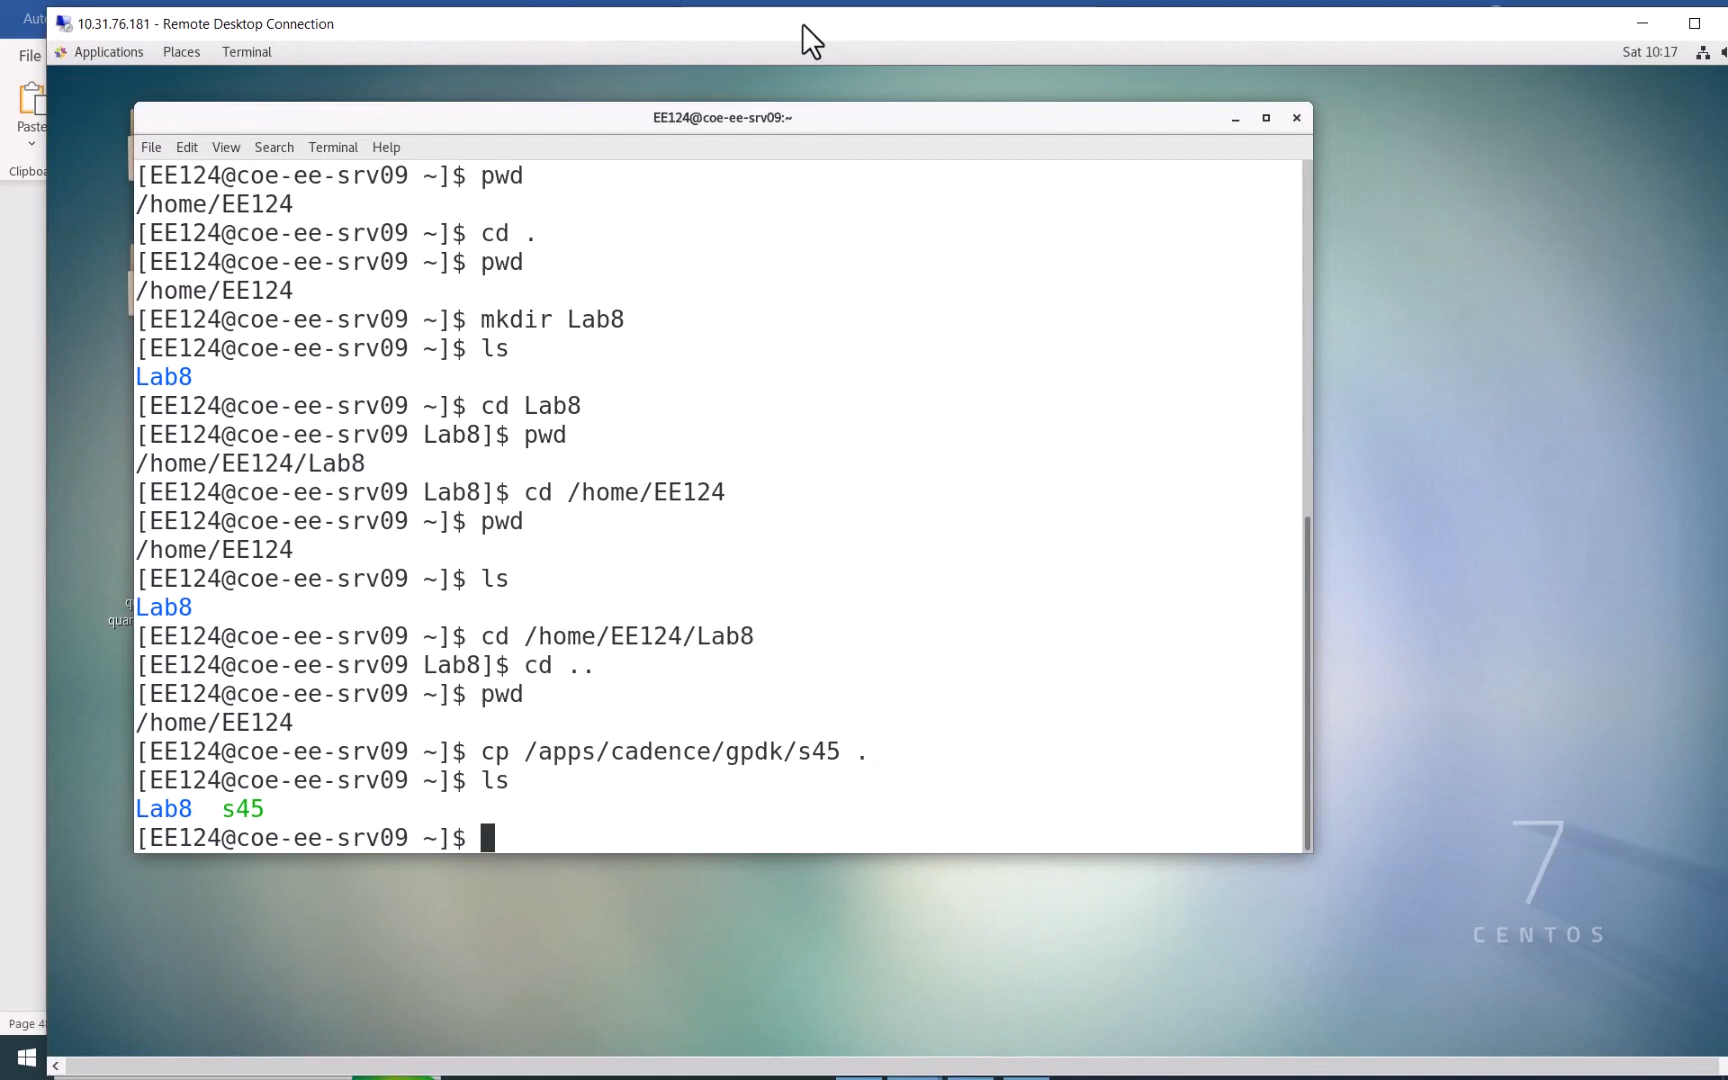 Aut
10.31.76.181 - Remote Desktop Connection
File
Applications Places Terminal
Sat 10:17
Paste
Clipboa
EE124@coe-ee-srv09:~
File Edit View Search Terminal Help
[EE124@coe-ee-srv09 ~]$ pwd
/home/EE124
[EE124@coe-ee-srv09 ~]$ cd .
[EE124@coe-ee-srv09 ~]$ pwd
/home/EE124
[EE124@coe-ee-srv09 ~]$ mkdir Lab8
[EE124@coe-ee-srv09 ~]$ ls
Lab8
[EE124@coe-ee-srv09 ~]$ cd Lab8
[EE124@coe-ee-srv09 Lab8]$ pwd
/home/EE124/Lab8
[EE124@coe-ee-srv09 Lab8]$ cd /home/EE124
[EE124@coe-ee-srv09 ~]$ pwd
/home/EE124
[EE124@coe-ee-srv09 ~]$ ls
Lab8
[EE124@coe-ee-srv09 ~]$ cd /home/EE124/Lab8
[EE124@coe-ee-srv09 Lab8]$ cd ..
[EE124@coe-ee-srv09 ~]$ pwd
/home/EE124
[EE124@coe-ee-srv09 ~]$ cp /apps/cadence/gpdk/s45 .
[EE124@coe-ee-srv09 ~]$ ls
Lab8 s45
[EE124@coe-ee-srv09 ~]$
q
quar
7
CENTOS
Page 4